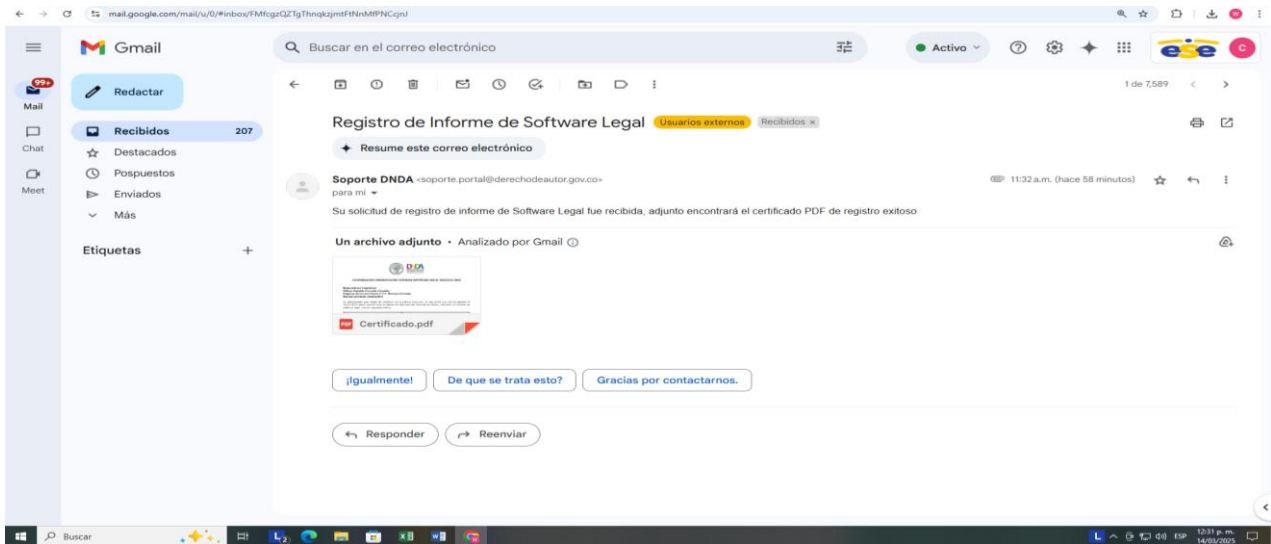 mail.google.com/mail/u/0/#inbox/FMfcgzQZTgThnqkzjmtFtNnMfPNCcjnJ
Gmail
Buscar en el correo electrónico
Activo
ese
C
99+
Mail
Chat
Meet
Redactar
Recibidos 207
Destacados
Pospuestos
Enviados
Más
Etiquetas
1 de 7,589
Registro de Informe de Software Legal Usuarios externos Recibidos x
Resume este correo electrónico
Soporte DNDA <soporte.portal@derechodeautor.gov.co> 11:32 a.m. (hace 58 minutos)
para mí
Su solicitud de registro de informe de Software Legal fue recibida, adjunto encontrará el certificado PDF de registro exitoso
Un archivo adjunto • Analizado por Gmail
DNDA
PDF Certificado.pdf
¡Igualmente! De que se trata esto? Gracias por contactarnos.
Responder Reenviar
Buscar
ESP
12:31 p. m.
14/03/2025